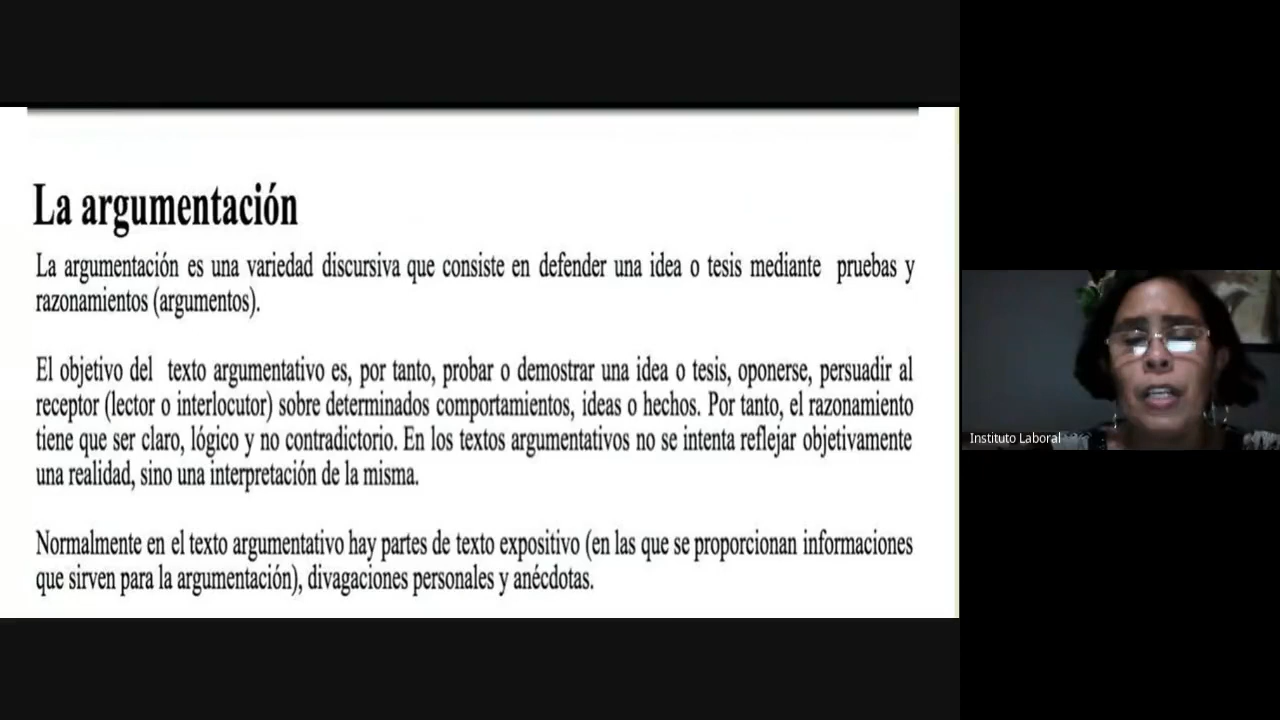 La argumentación
La argumentación es una variedad discursiva que consiste en defender una idea o tesis mediante pruebas y
razonamientos (argumentos).
El objetivo del texto argumentativo es, por tanto, probar o demostrar una idea o tesis, oponerse, persuadir al
receptor (lector o interlocutor) sobre determinados comportamientos, ideas o hechos. Por tanto, el razonamiento
tiene que ser claro, lógico y no contradictorio. En los textos argumentativos no se intenta reflejar objetivamente
una realidad, sino una interpretación de la misma.
Normalmente en el texto argumentativo hay partes de texto expositivo (en las que se proporcionan informaciones
que sirven para la argumentación), divagaciones personales y anécdotas.
Instituto Laboral